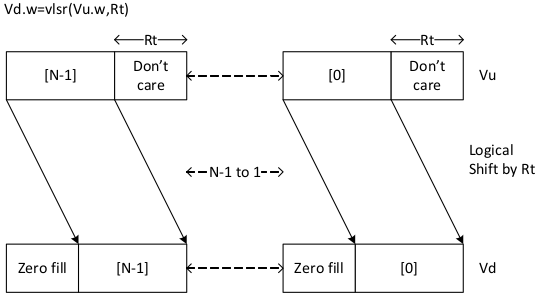 Vd.w=vlsr(Vu.w,Rt)
Rt
Rt
[N-1]
Don't
care
[0]
Don't
care
Vu
N-1 to 1
Logical
Shift by Rt
Zero fill
[N-1]
Zero fill
[0]
Vd